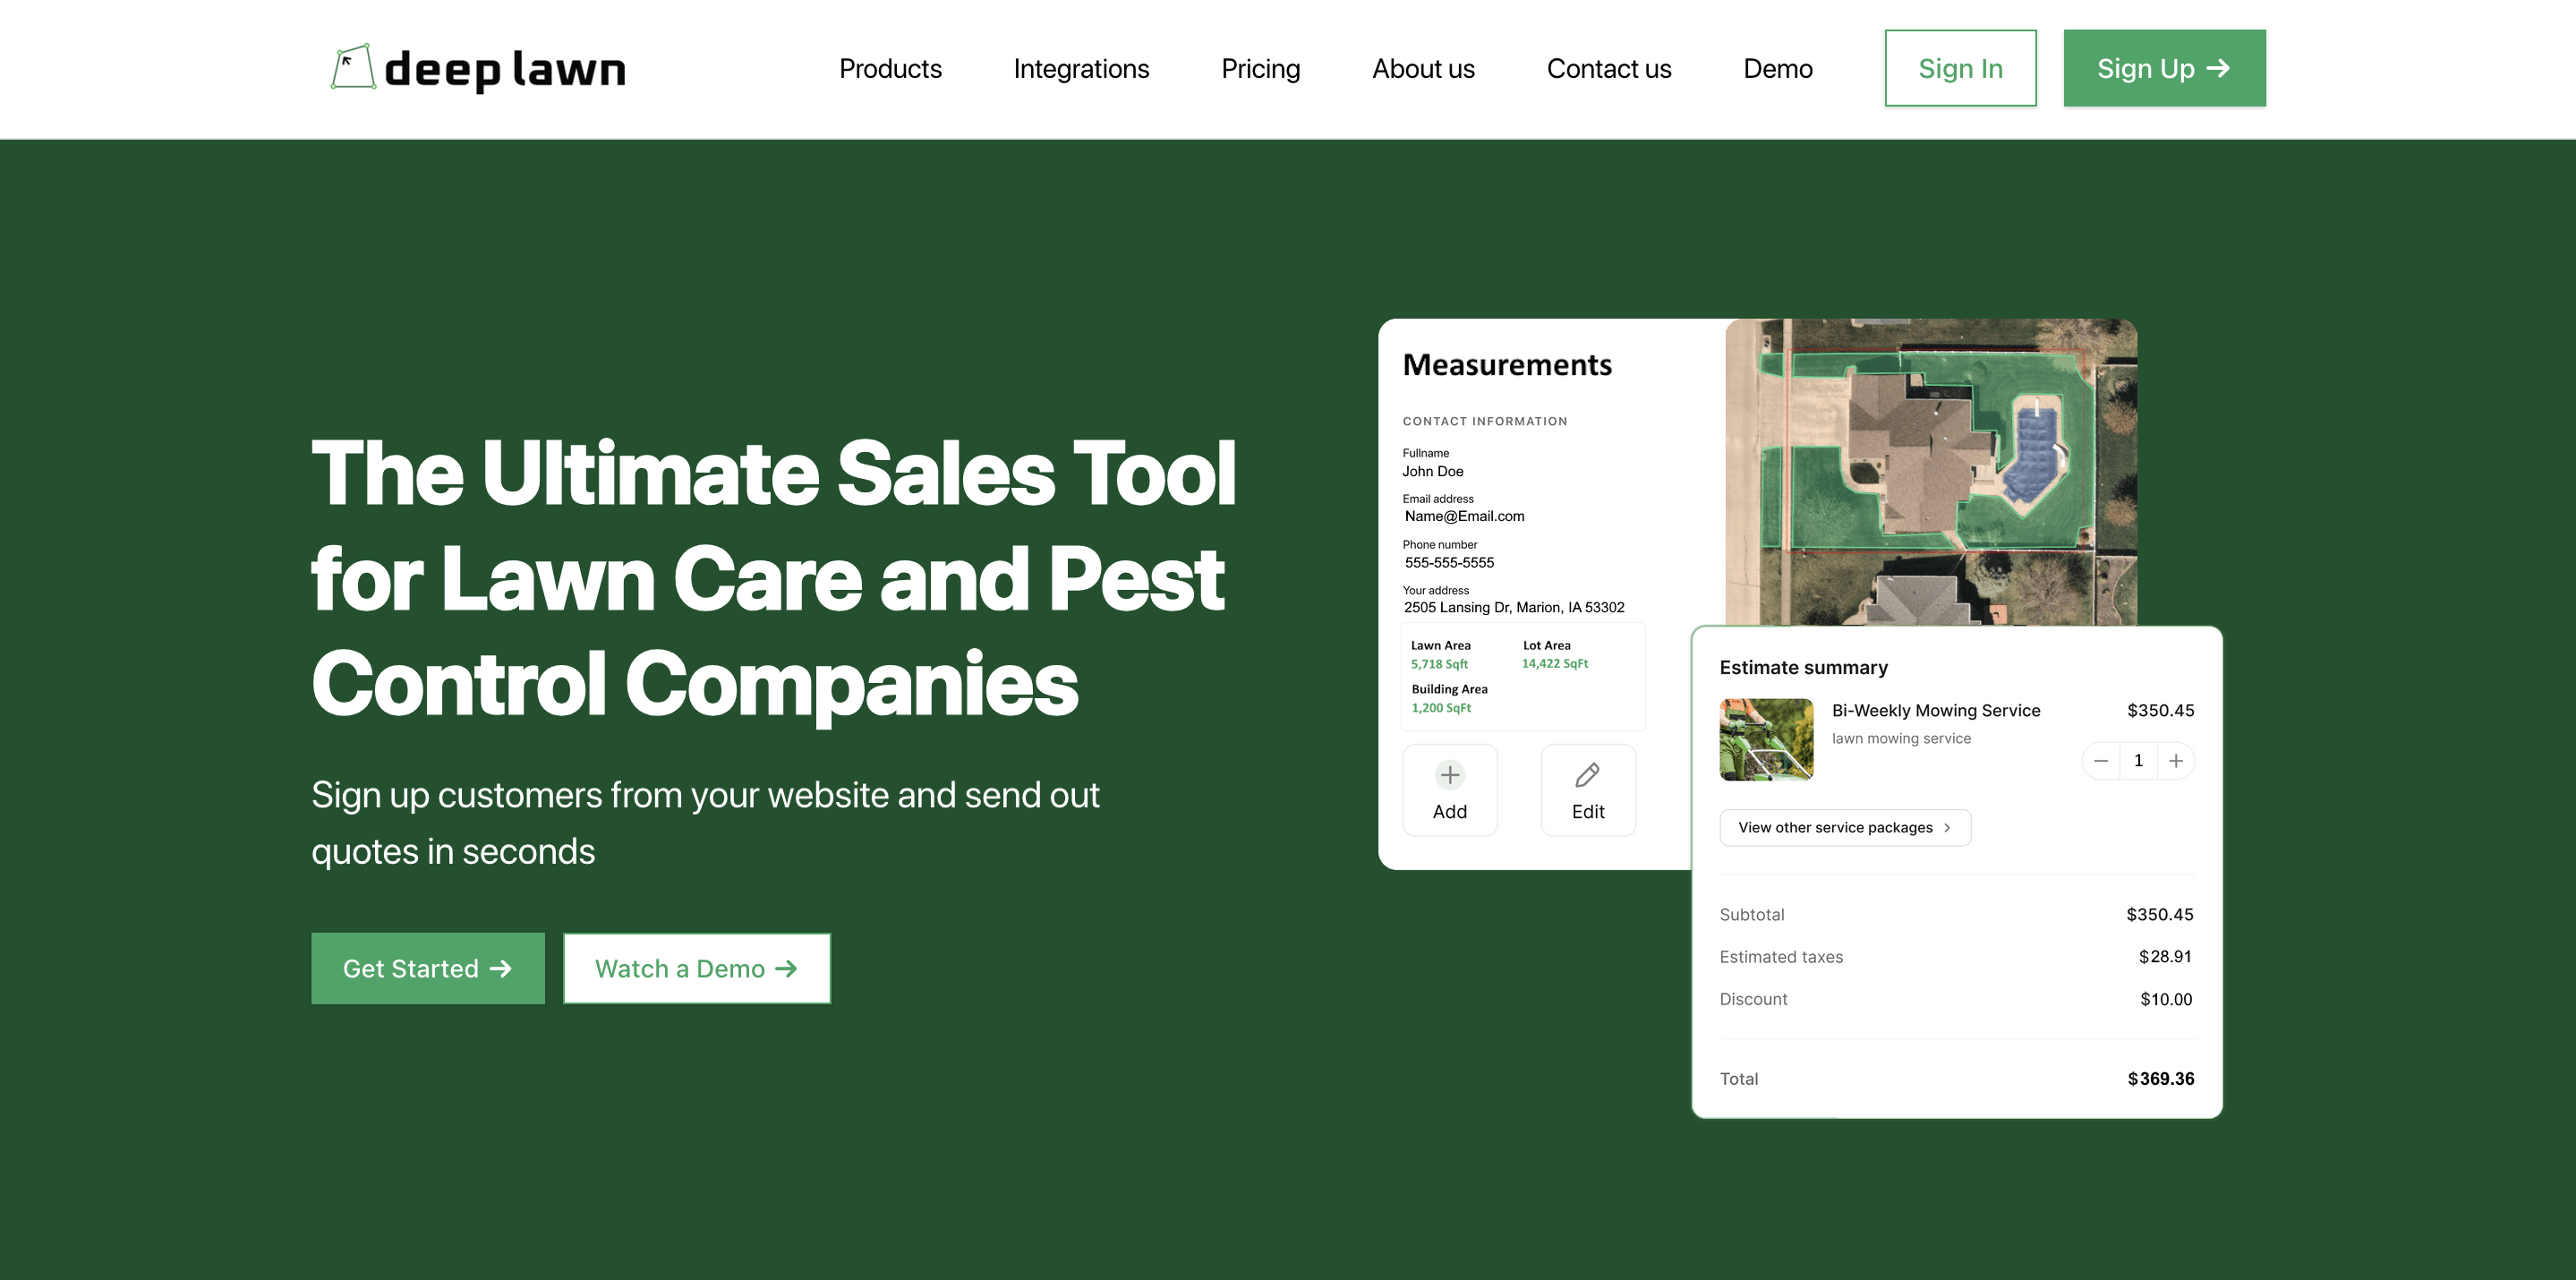 deep lawn
Products
Integrations
Pricing
About us
Contact us
Demo
Sign In
Sign Up
The Ultimate Sales Tool
for Lawn Care and Pest
Control Companies
Sign up customers from your website and send out
quotes in seconds
Get Started
Watch a Demo
Measurements
CONTACT INFORMATION
Fullname
John Doe
Email address
Name@Email.com
Phone number
555-555-5555
Your address
2505 Lansing Dr, Marion, IA 53302
Lawn Area
5,718 Sqft
Lot Area
14,422 SqFt
Building Area
1,200 SqFt
Add
Edit
Estimate summary
Bi-Weekly Mowing Service
$350.45
lawn mowing service
1
View other service packages
Subtotal
$350.45
Estimated taxes
$28.91
Discount
$10.00
Total
$369.36